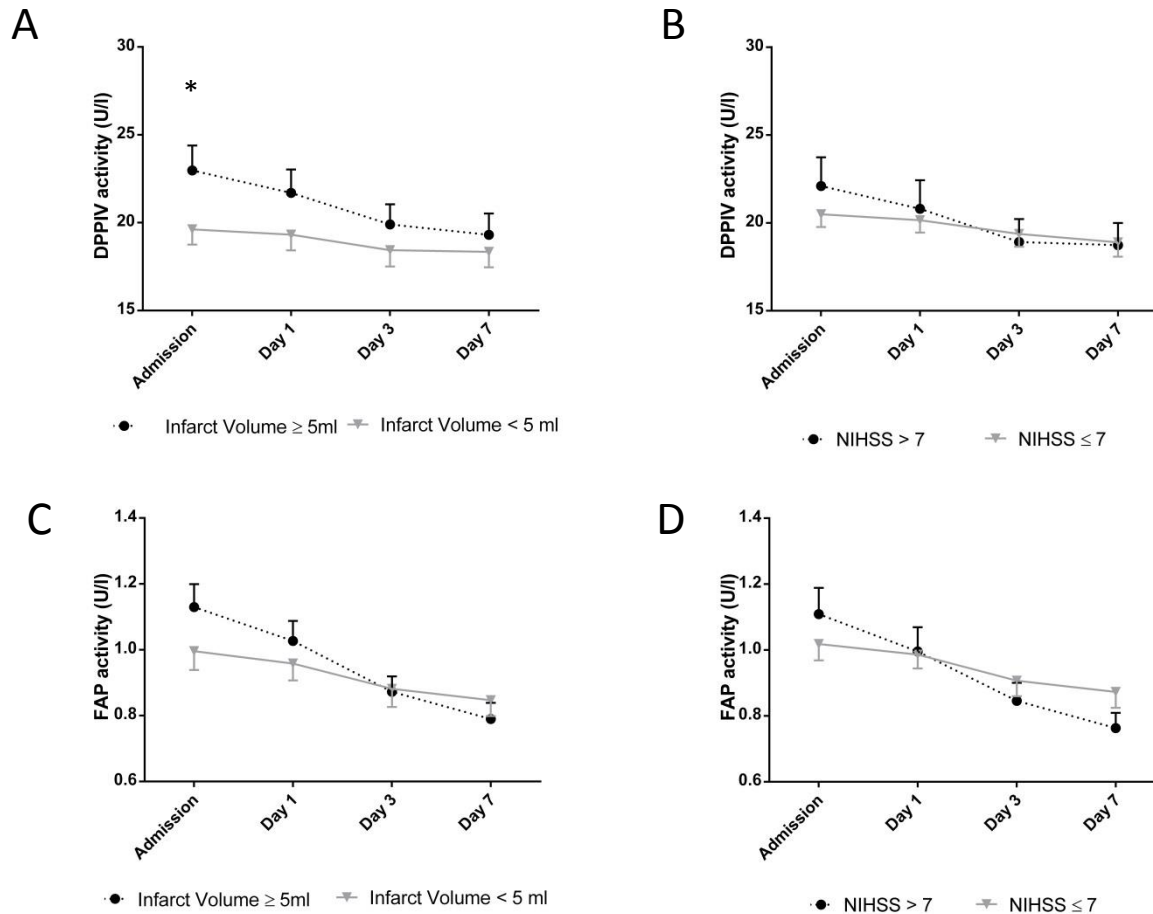 A
30
25
20
15
DPPIV activity (U/l)
*
Admission
Day 1
Day 3
Day 7
Infarct Volume ≥ 5ml Infarct Volume < 5 ml
B
30
25
20
15
DPPIV activity (U/l)
Admission
Day 1
Day 3
Day 7
NIHSS > 7 NIHSS ≤ 7
C
1.4
1.2
1.0
0.8
0.6
FAP activity (U/l)
Admission
Day 1
Day 3
Day 7
Infarct Volume ≥ 5ml Infarct Volume < 5 ml
D
1.4
1.2
1.0
0.8
0.6
FAP activity (U/l)
Admission
Day 1
Day 3
Day 7
NIHSS > 7 NIHSS ≤ 7